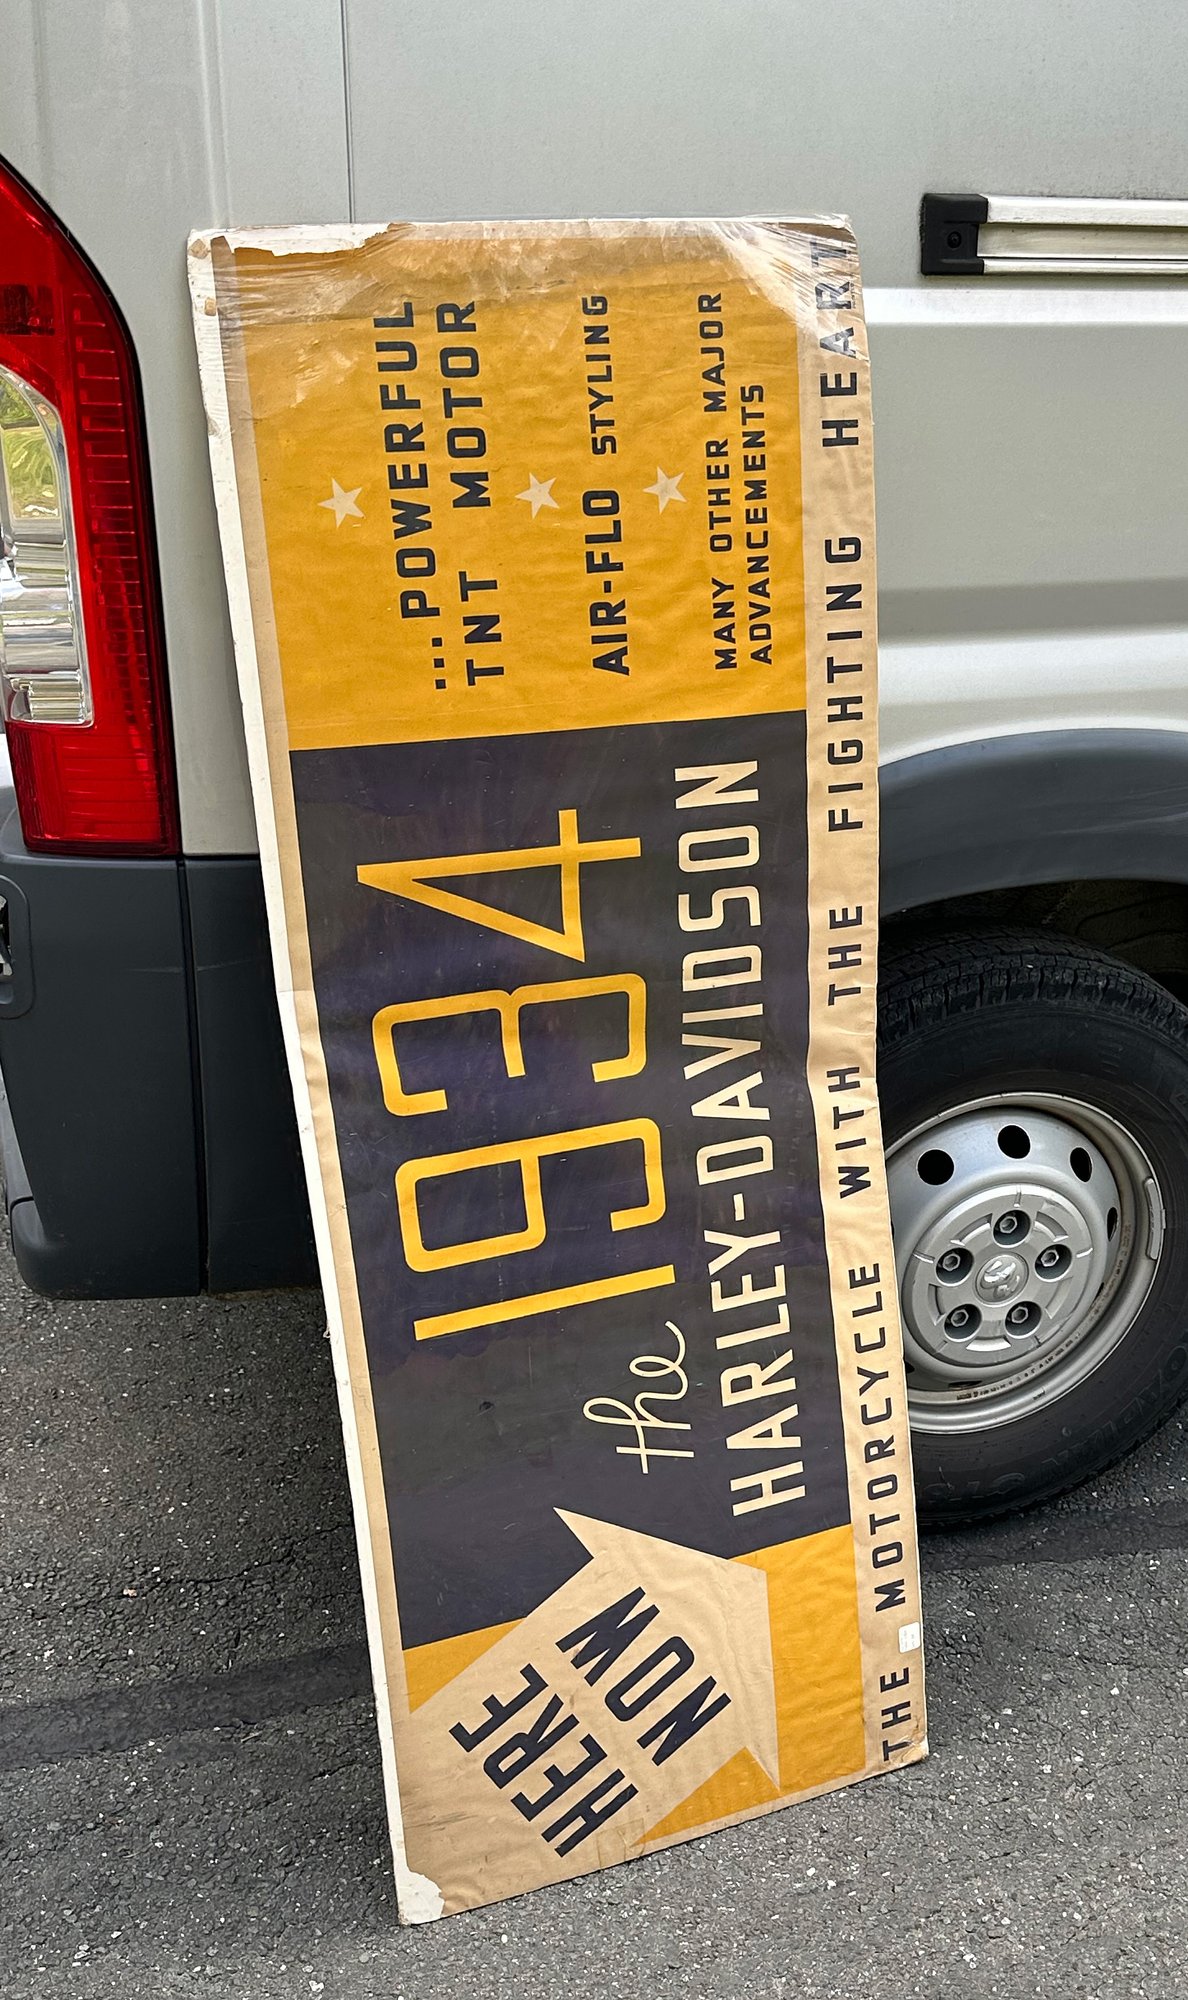 HERE
NOW
the 1934
HARLEY-DAVIDSON
...POWERFUL
TNT MOTOR
AIR-FLO STYLING
MANY OTHER MAJOR
ADVANCEMENTS
THE MOTORCYCLE WITH THE FIGHTING HEART